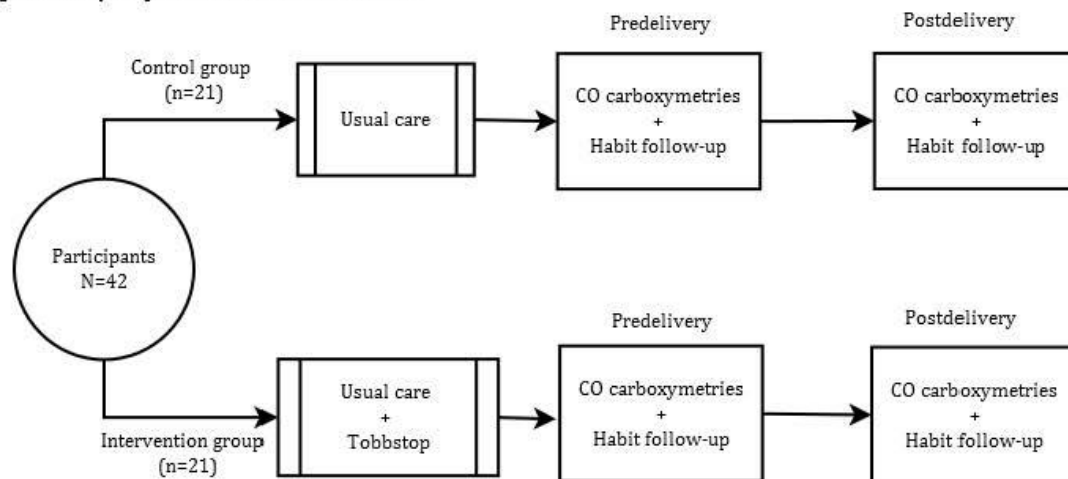 Predelivery
Postdelivery
Control group
(n=21)
Usual care
CO carboxymetries
+
Habit follow-up
CO carboxymetries
+
Habit follow-up
Participants
N=42
Predelivery
Postdelivery
Intervention group
(n=21)
Usual care
+
Tobbstop
CO carboxymetries
+
Habit follow-up
CO carboxymetries
+
Habit follow-up